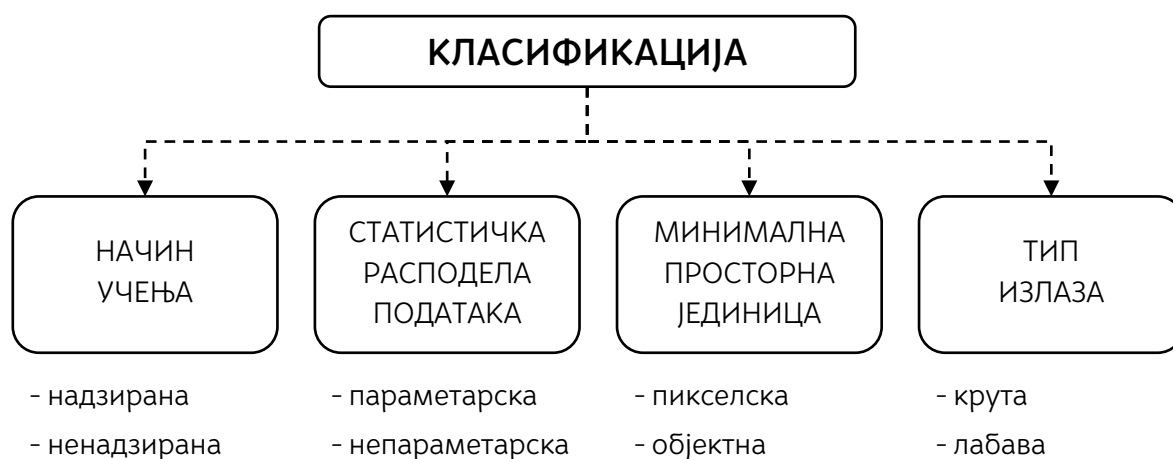 КЛАСИФИКАЦИЈА
НАЧИН
УЧЕЊА
СТАТИСТИЧКА
РАСПОДЕЛА
ПОДАТАКА
МИНИМАЛНА
ПРОСТОРНА
ЈЕДИНИЦА
ТИП
ИЗЛАЗА
- надзирана
- ненадзирана
- параметарска
- непараметарска
- пикселска
- објектна
- крута
- лабава